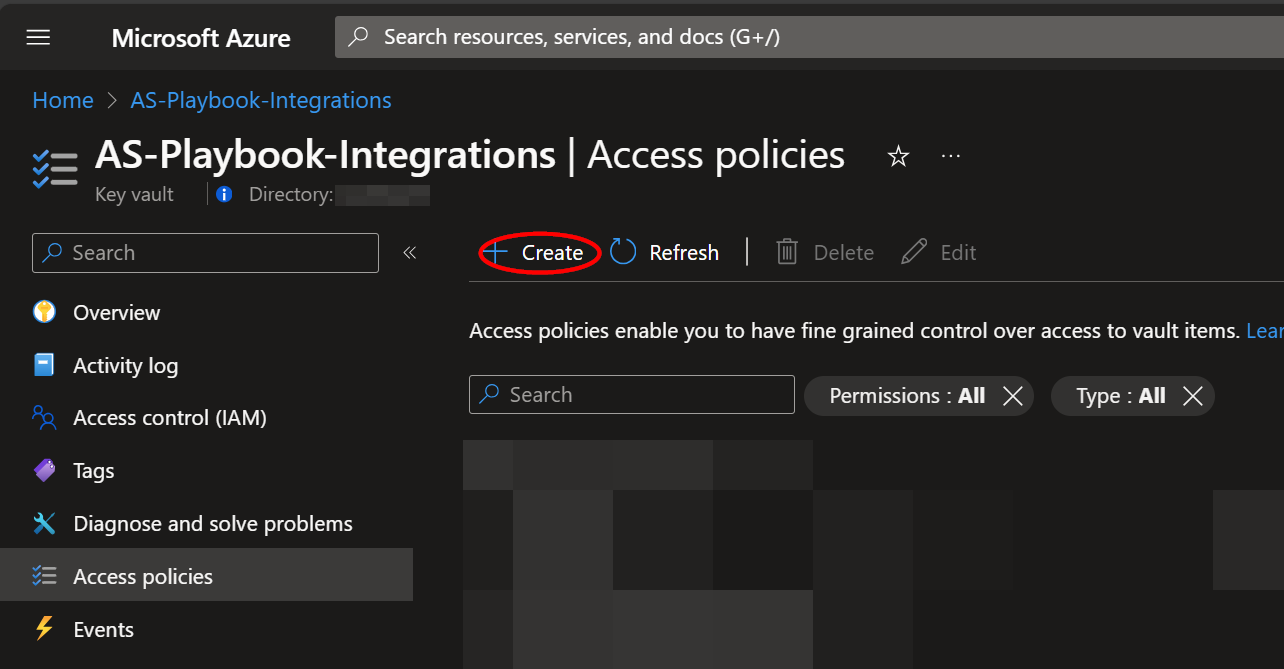 Microsoft Azure
Search resources, services, and docs (G+/)
Home > AS-Playbook-Integrations
AS-Playbook-Integrations | Access policies ☆ ...
Key vault | Directory:
Search «
Overview
Activity log
Access control (IAM)
Tags
Diagnose and solve problems
Access policies
Events
+ Create Refresh | Delete Edit
Access policies enable you to have fine grained control over access to vault items. Lear
Search Permissions : All ✕ Type : All ✕